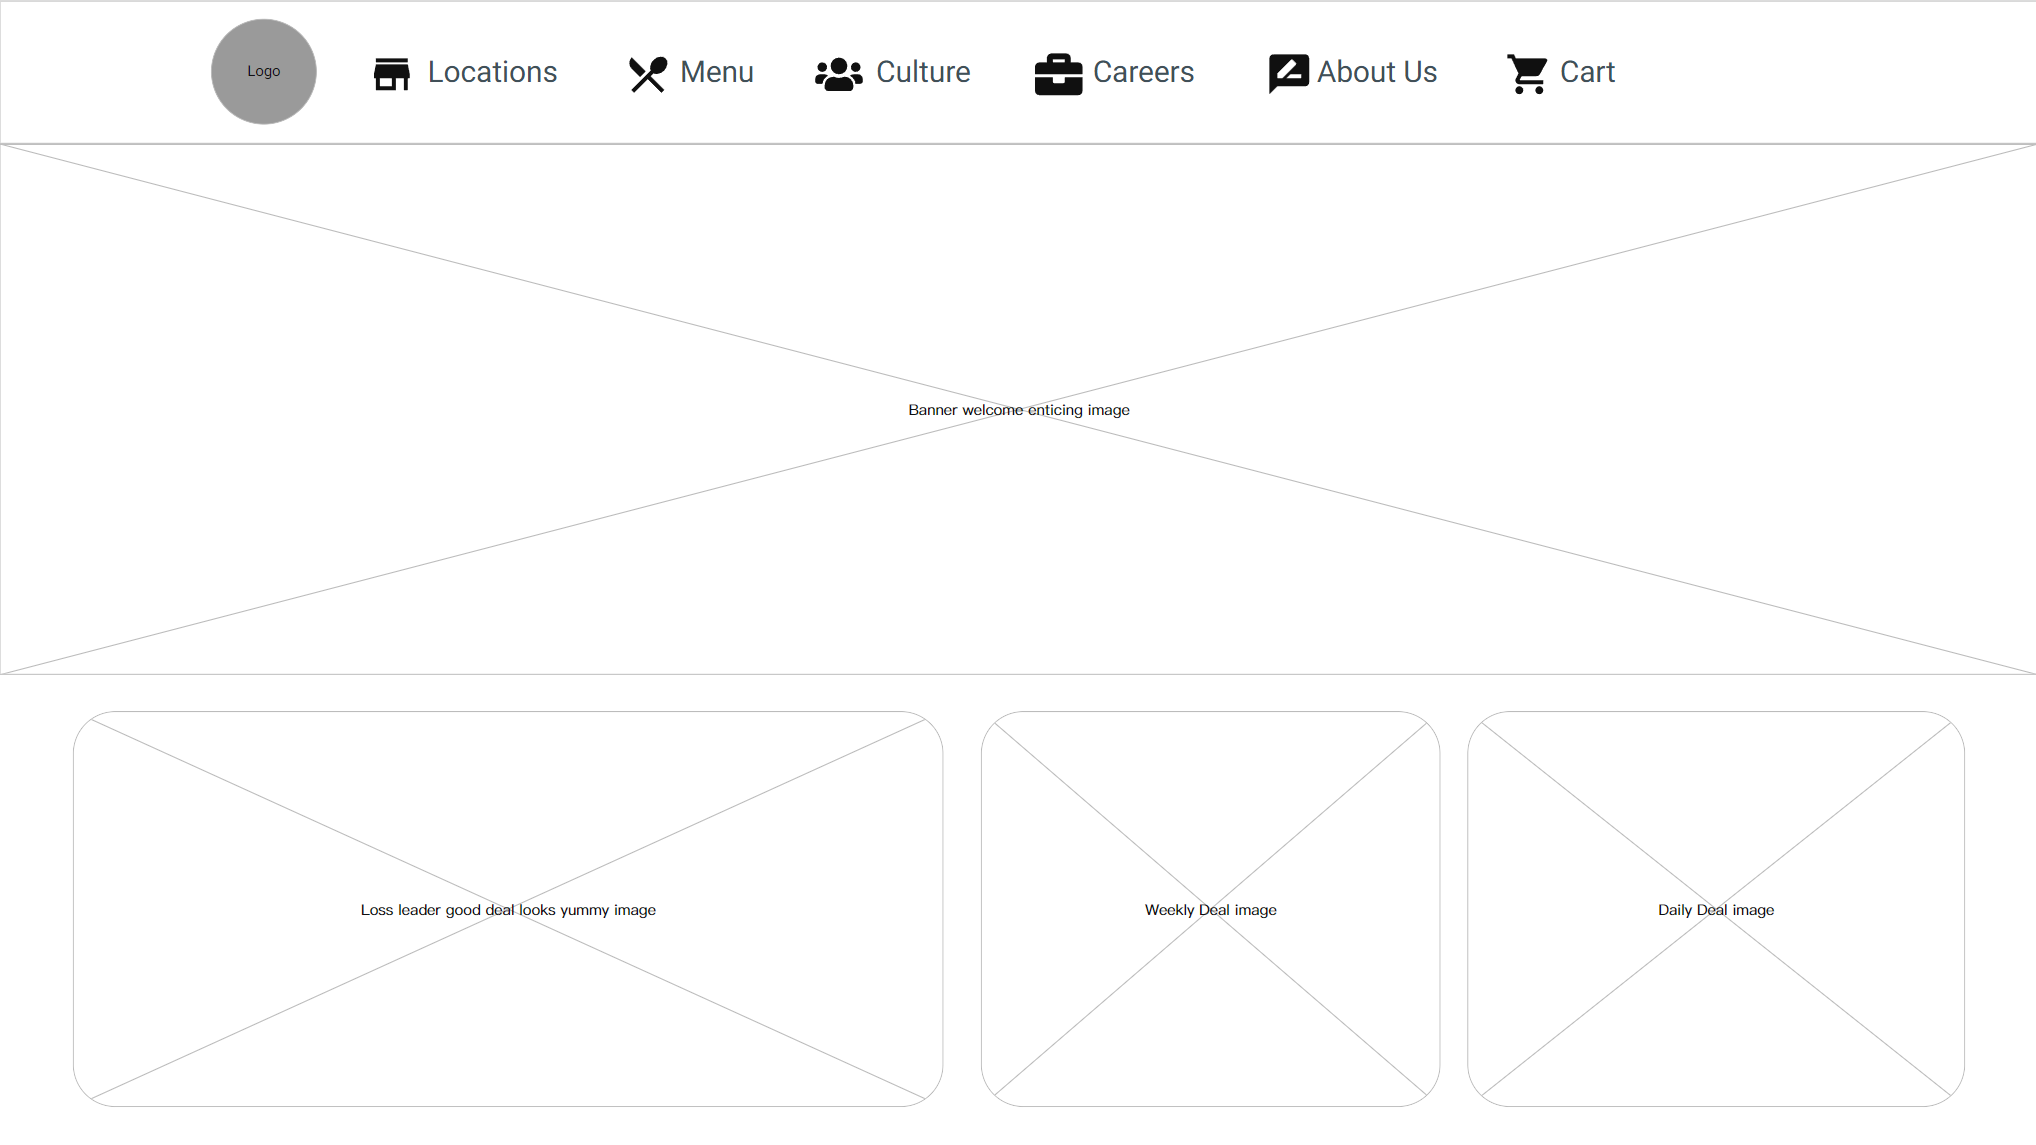 Logo
Locations
Menu
Culture
Careers
About Us
Cart
Banner welcome enticing image
Loss leader good deal looks yummy image
Weekly Deal image
Daily Deal image